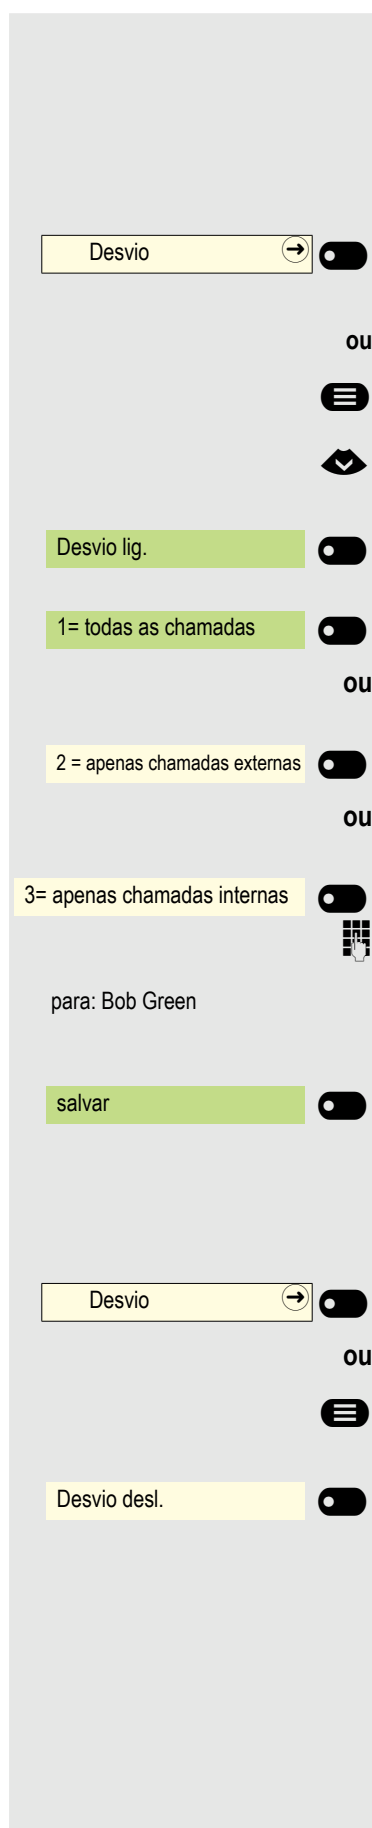 Desvio
ou
Desvio lig.
1= todas as chamadas
ou
2 = apenas chamadas externas
ou
3= apenas chamadas internas
para: Bob Green
salvar
Desvio
ou
Desvio desl.